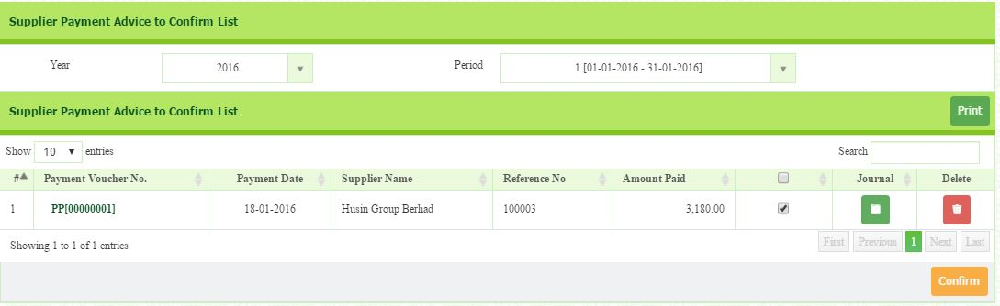 Supplier Payment Advice to Confirm List
Year 2016 Period 1 [01-01-2016 - 31-01-2016]
Supplier Payment Advice to Confirm List Print
Show 10 entries Search
# Payment Voucher No. Payment Date Supplier Name Reference No Amount Paid Journal Delete
1 PP[00000001] 18-01-2016 Husin Group Berhad 100003 3,180.00
Showing 1 to 1 of 1 entries First Previous 1 Next Last
Confirm